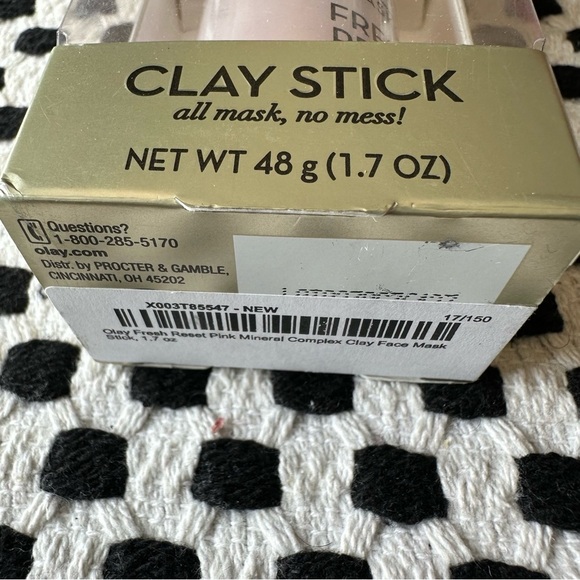 FRE
CLAY STICK
all mask, no mess!
NET WT 48 g (1.7 OZ)
Questions?
1-800-285-5170
olay.com
Distr. by PROCTER & GAMBLE,
CINCINNATI, OH 45202
X003T85547 - NEW
17/150
Olay Fresh Reset Pink Mineral Complex Clay Face Mask
Stick, 1.7 oz